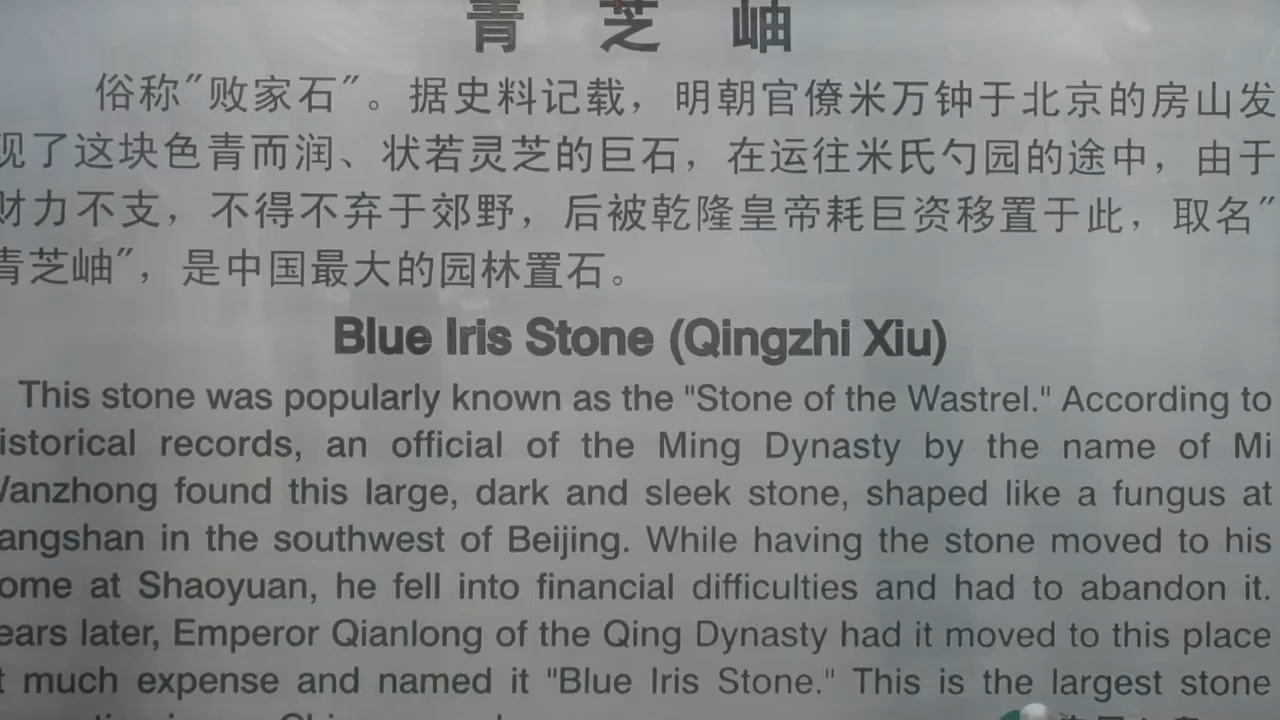 青芝岫
俗称"败家石"。据史料记载，明朝官僚米万钟于北京的房山发
现了这块色青而润、状若灵芝的巨石，在运往米氏勺园的途中，由于
财力不支，不得不弃于郊野，后被乾隆皇帝耗巨资移置于此，取名"
青芝岫"，是中国最大的园林置石。
Blue Iris Stone (Qingzhi Xiu)
This stone was popularly known as the "Stone of the Wastrel." According to
istorical records, an official of the Ming Dynasty by the name of Mi
Wanzhong found this large, dark and sleek stone, shaped like a fungus at
angshan in the southwest of Beijing. While having the stone moved to his
ome at Shaoyuan, he fell into financial difficulties and had to abandon it.
ears later, Emperor Qianlong of the Qing Dynasty had it moved to this place
t much expense and named it "Blue Iris Stone." This is the largest stone